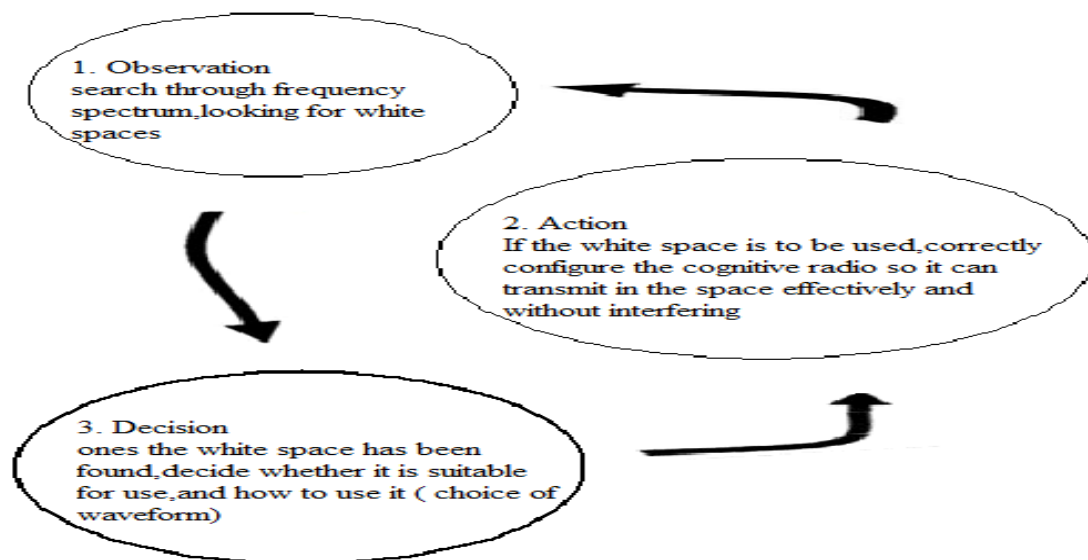 1. Observation
search through frequency
spectrum,looking for white
spaces
2. Action
If the white space is to be used,correctly
configure the cognitive radio so it can
transmit in the space effectively and
without interfering
3. Decision
ones the white space has been
found,decide whether it is suitable
for use,and how to use it ( choice of
waveform)